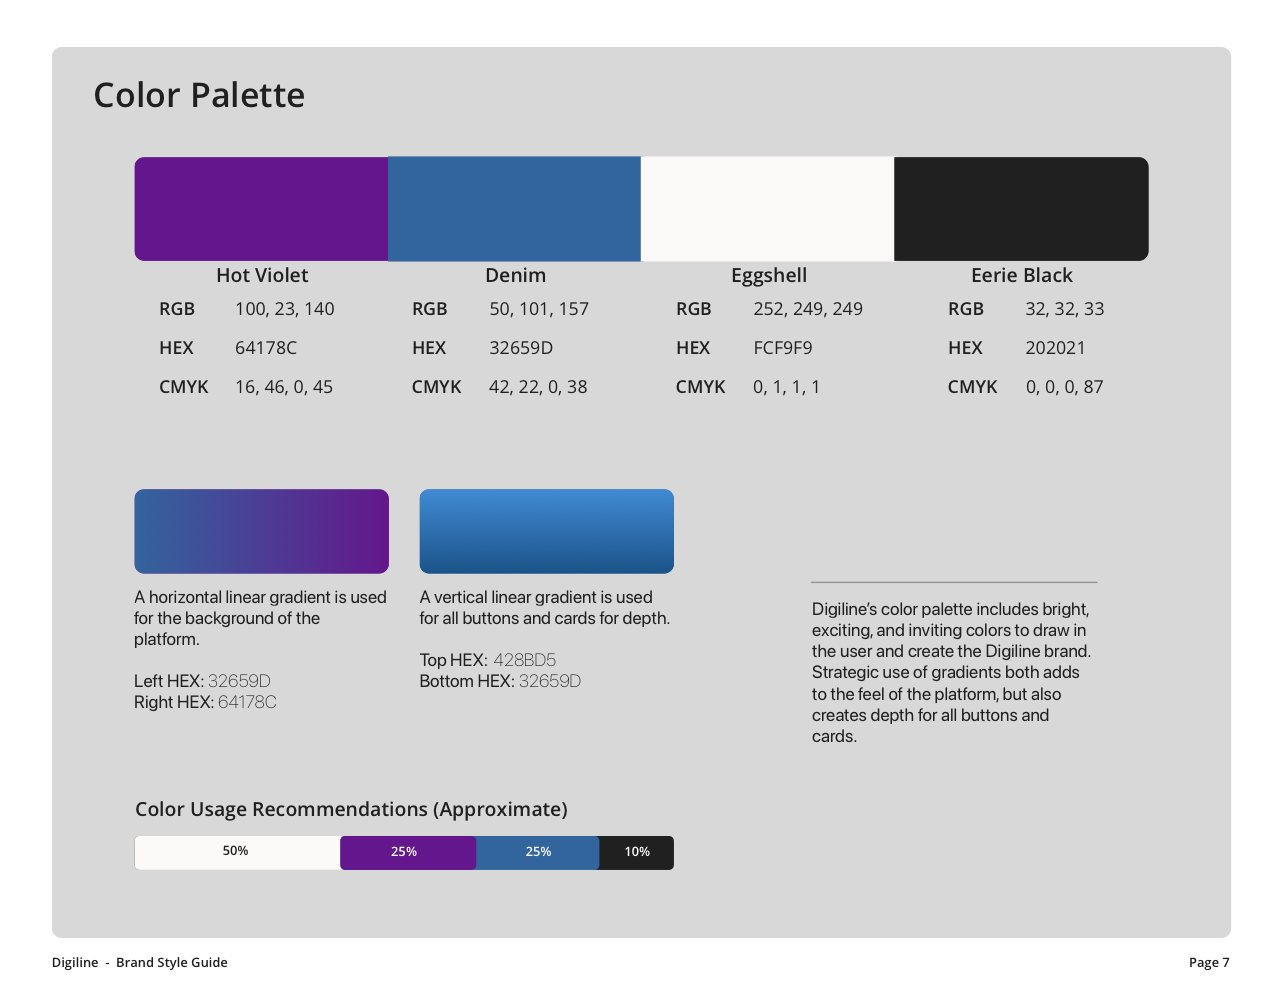 Color Palette
Hot Violet
RGB 100, 23, 140
HEX 64178C
CMYK 16, 46, 0, 45
Denim
RGB 50, 101, 157
HEX 32659D
CMYK 42, 22, 0, 38
Eggshell
RGB 252, 249, 249
HEX FCF9F9
CMYK 0, 1, 1, 1
Eerie Black
RGB 32, 32, 33
HEX 202021
CMYK 0, 0, 0, 87
A horizontal linear gradient is used
for the background of the
platform.
Left HEX: 32659D
Right HEX: 64178C
A vertical linear gradient is used
for all buttons and cards for depth.
Top HEX: 428BD5
Bottom HEX: 32659D
Digiline’s color palette includes bright,
exciting, and inviting colors to draw in
the user and create the Digiline brand.
Strategic use of gradients both adds
to the feel of the platform, but also
creates depth for all buttons and
cards.
Color Usage Recommendations (Approximate)
50% 25% 25% 10%
Digiline - Brand Style Guide
Page 7